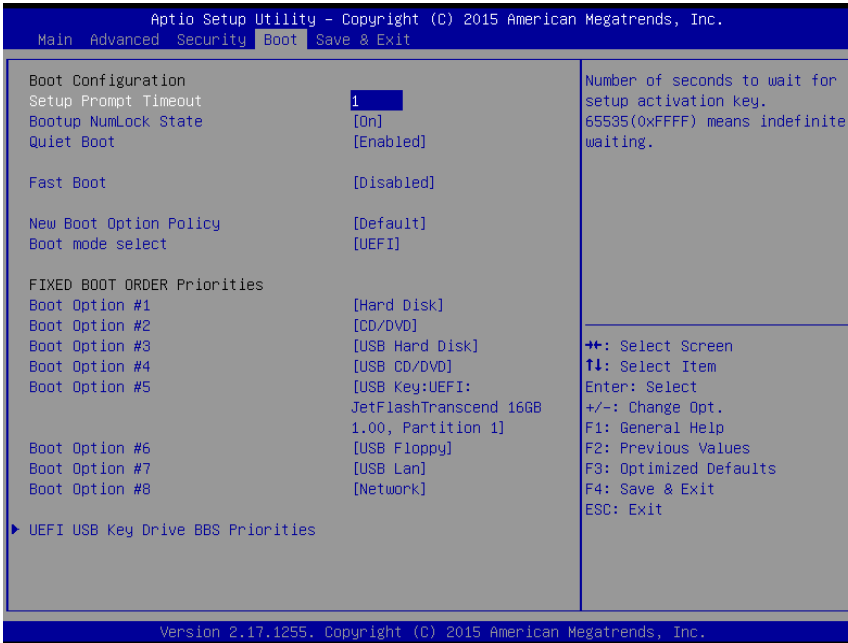 Aptio Setup Utility – Copyright (C) 2015 American Megatrends, Inc.
Main Advanced Security Boot Save & Exit
Boot Configuration
Setup Prompt Timeout 1
Bootup NumLock State [On]
Quiet Boot [Enabled]
Fast Boot [Disabled]
New Boot Option Policy [Default]
Boot mode select [UEFI]
FIXED BOOT ORDER Priorities
Boot Option #1 [Hard Disk]
Boot Option #2 [CD/DVD]
Boot Option #3 [USB Hard Disk]
Boot Option #4 [USB CD/DVD]
Boot Option #5 [USB Key:UEFI:
JetFlashTranscend 16GB
1.00, Partition 1]
Boot Option #6 [USB Floppy]
Boot Option #7 [USB Lan]
Boot Option #8 [Network]
UEFI USB Key Drive BBS Priorities
Number of seconds to wait for
setup activation key.
65535(0xFFFF) means indefinite
waiting.
→←: Select Screen
↑↓: Select Item
Enter: Select
+/-: Change Opt.
F1: General Help
F2: Previous Values
F3: Optimized Defaults
F4: Save & Exit
ESC: Exit
Version 2.17.1255. Copyright (C) 2015 American Megatrends, Inc.